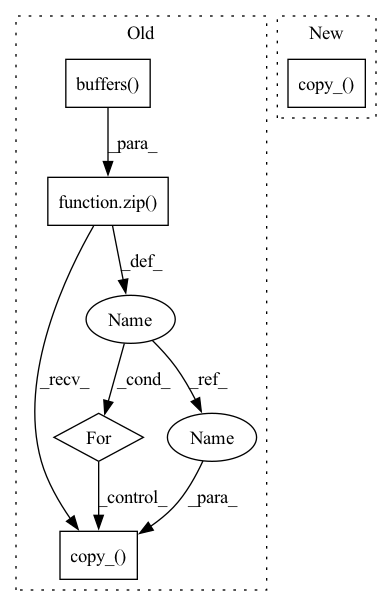 Old
New
buffers()
copy_()
_para_
function.zip()
_def_
Name
_recv_
_cond_
_ref_
For
Name
_control_
_para_
copy_()